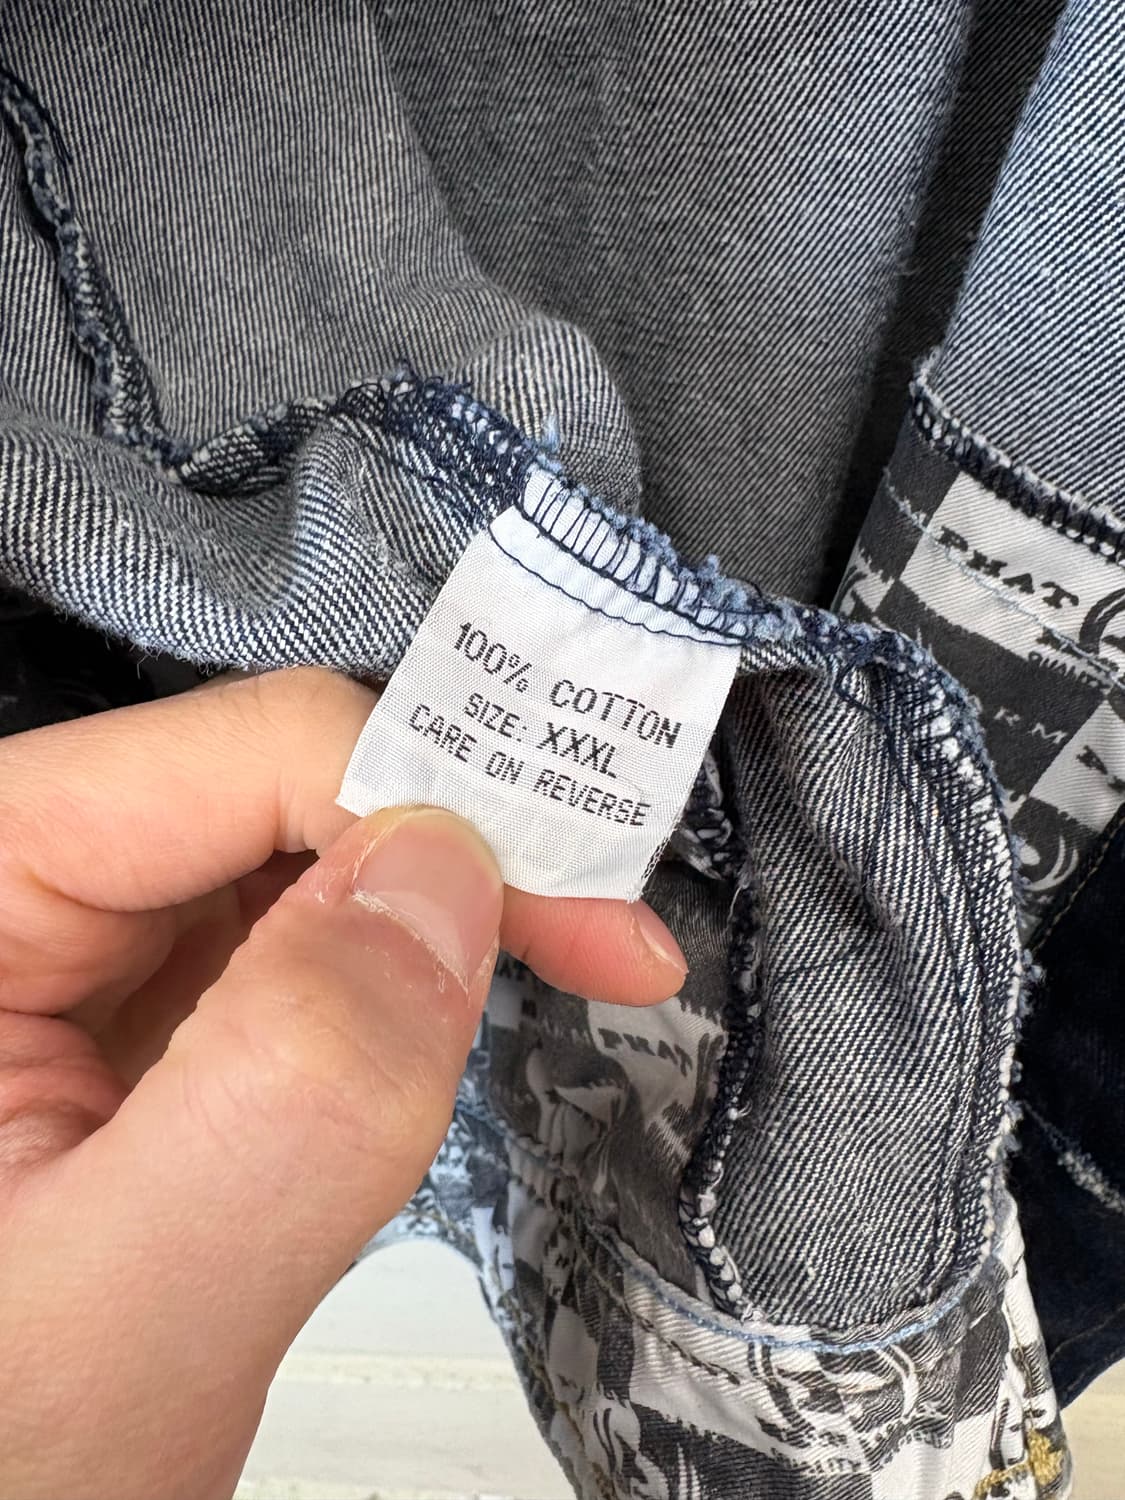 100% COTTON
SIZE: XXXL
CARE ON REVERSE
PHAT
PHAT